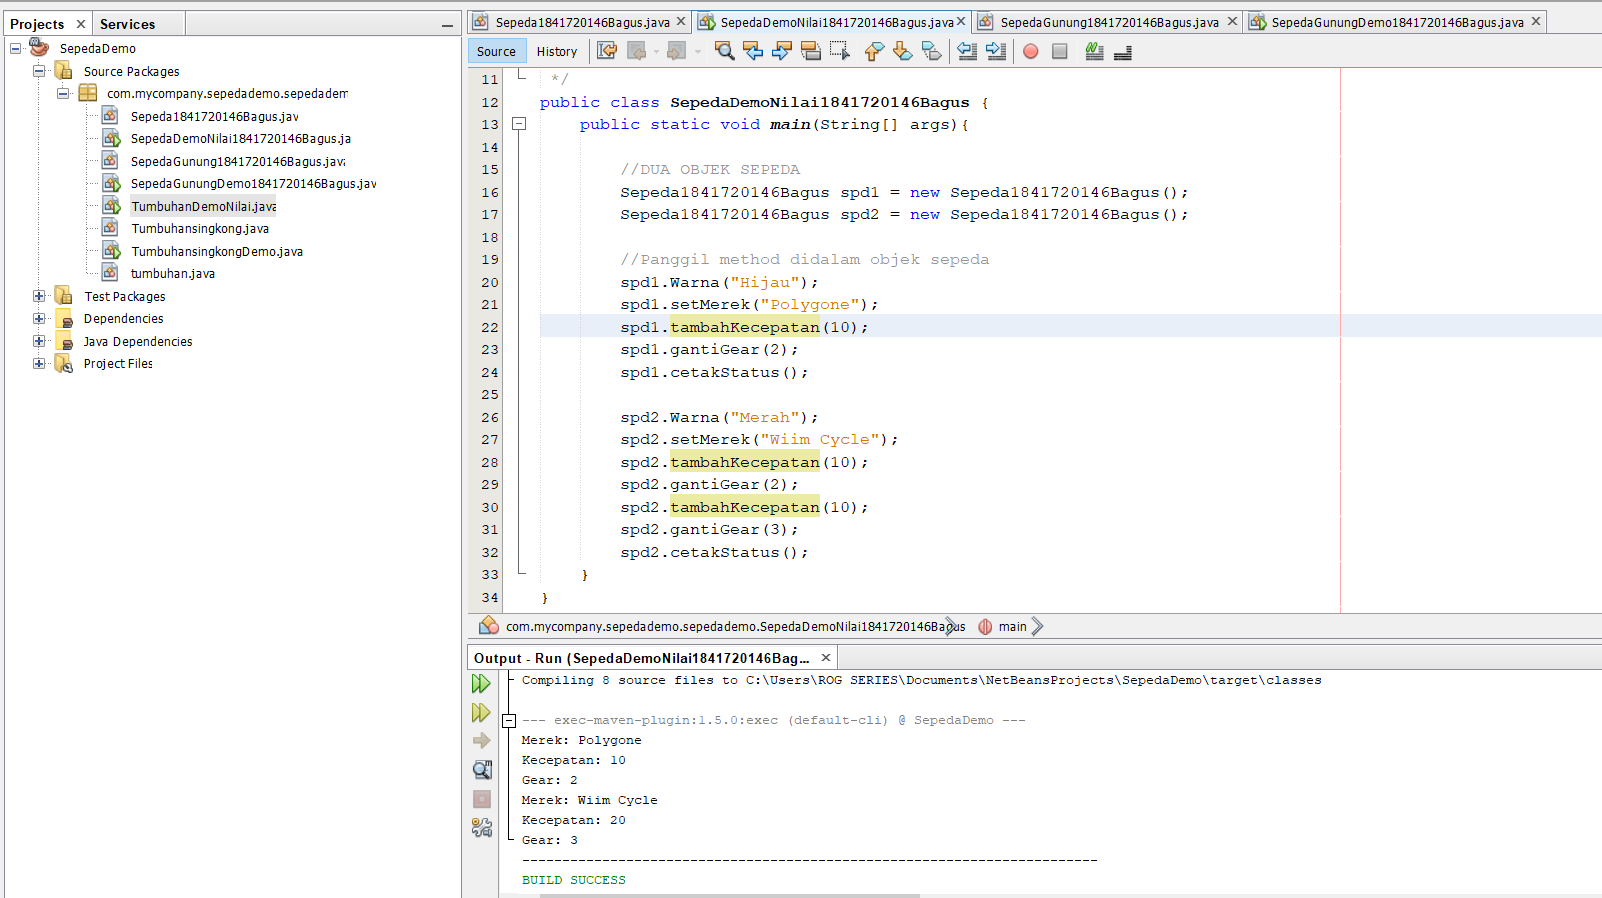 Projects
Services
SepedaDemo
Source Packages
com.mycompany.sepedademo.sepedadem
Sepeda1841720146Bagus.jav
SepedaDemoNilai1841720146Bagus.ja
SepedaGunung1841720146Bagus.java
SepedaGunungDemo1841720146Bagus.jav
TumbuhanDemoNilai.java
Tumbuhansingkong.java
TumbuhansingkongDemo.java
tumbuhan.java
Test Packages
Dependencies
Java Dependencies
Project Files
Sepeda1841720146Bagus.java
SepedaDemoNilai1841720146Bagus.java
SepedaGunung1841720146Bagus.java
SepedaGunungDemo1841720146Bagus.java
Source
History
11 */
12 public class SepedaDemoNilai1841720146Bagus {
13 public static void main(String[] args){
14
15 //DUA OBJEK SEPEDA
16 Sepeda1841720146Bagus spd1 = new Sepeda1841720146Bagus();
17 Sepeda1841720146Bagus spd2 = new Sepeda1841720146Bagus();
18
19 //Panggil method didalam objek sepeda
20 spd1.Warna("Hijau");
21 spd1.setMerek("Polygone");
22 spd1.tambahKecepatan(10);
23 spd1.gantiGear(2);
24 spd1.cetakStatus();
25
26 spd2.Warna("Merah");
27 spd2.setMerek("Wiim Cycle");
28 spd2.tambahKecepatan(10);
29 spd2.gantiGear(2);
30 spd2.tambahKecepatan(10);
31 spd2.gantiGear(3);
32 spd2.cetakStatus();
33 }
34 }
com.mycompany.sepedademo.sepedademo.SepedaDemoNilai1841720146Bagus main
Output - Run (SepedaDemoNilai1841720146Bag...
Compiling 8 source files to C:\Users\ROG SERIES\Documents\NetBeansProjects\SepedaDemo\target\classes
--- exec-maven-plugin:1.5.0:exec (default-cli) @ SepedaDemo ---
Merek: Polygone
Kecepatan: 10
Gear: 2
Merek: Wiim Cycle
Kecepatan: 20
Gear: 3
------------------------------------------------------------------------
BUILD SUCCESS